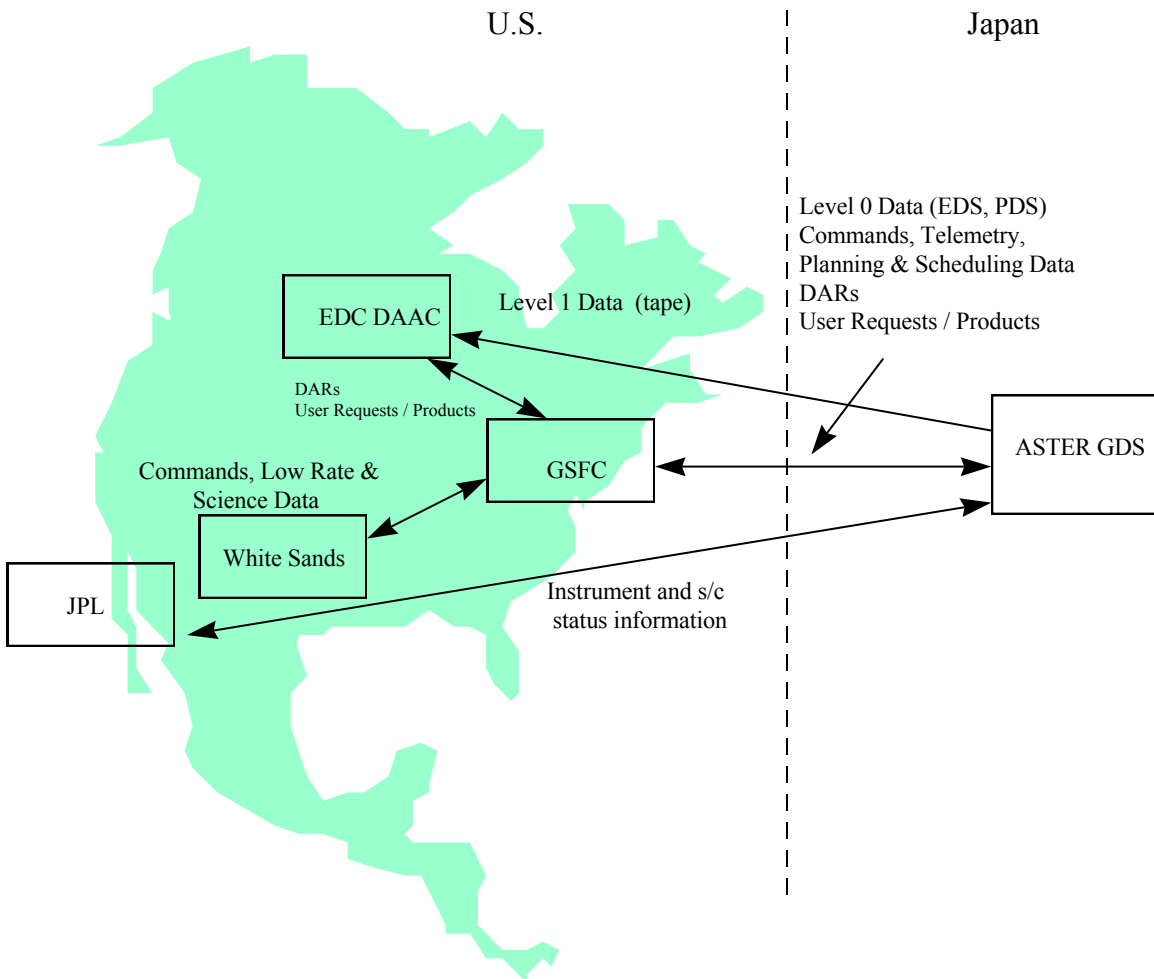 U.S.
Japan
Level 0 Data (EDS, PDS)
Commands, Telemetry,
Planning & Scheduling Data
DARs
User Requests / Products
Level 1 Data (tape)
EDC DAAC
DARs
User Requests / Products
ASTER GDS
GSFC
Commands, Low Rate &
Science Data
White Sands
JPL
Instrument and s/c
status information